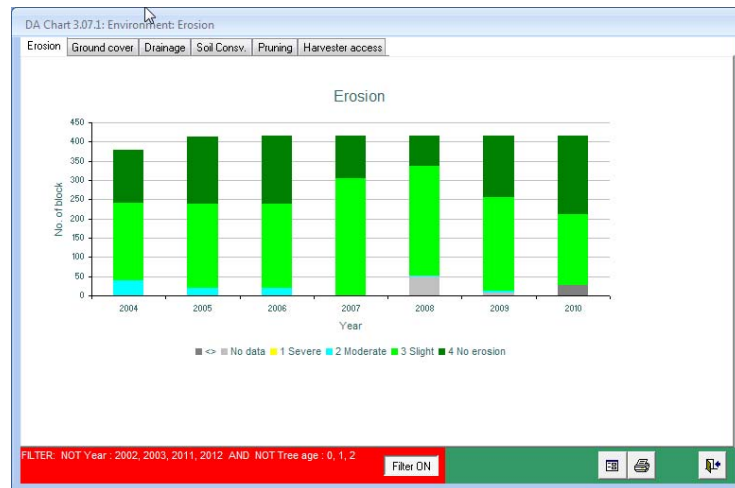 DA Chart 3.07.1: Environment: Erosion
Erosion Ground cover Drainage Soil Consv. Pruning Harvester access
Erosion
450
400
350
300
250
200
150
100
50
0
No. of block
2004 2005 2006 2007 2008 2009 2010
Year
<> No data 1 Severe 2 Moderate 3 Slight 4 No erosion
FILTER: NOT Year : 2002, 2003, 2011, 2012 AND NOT Tree age : 0, 1, 2
Filter ON